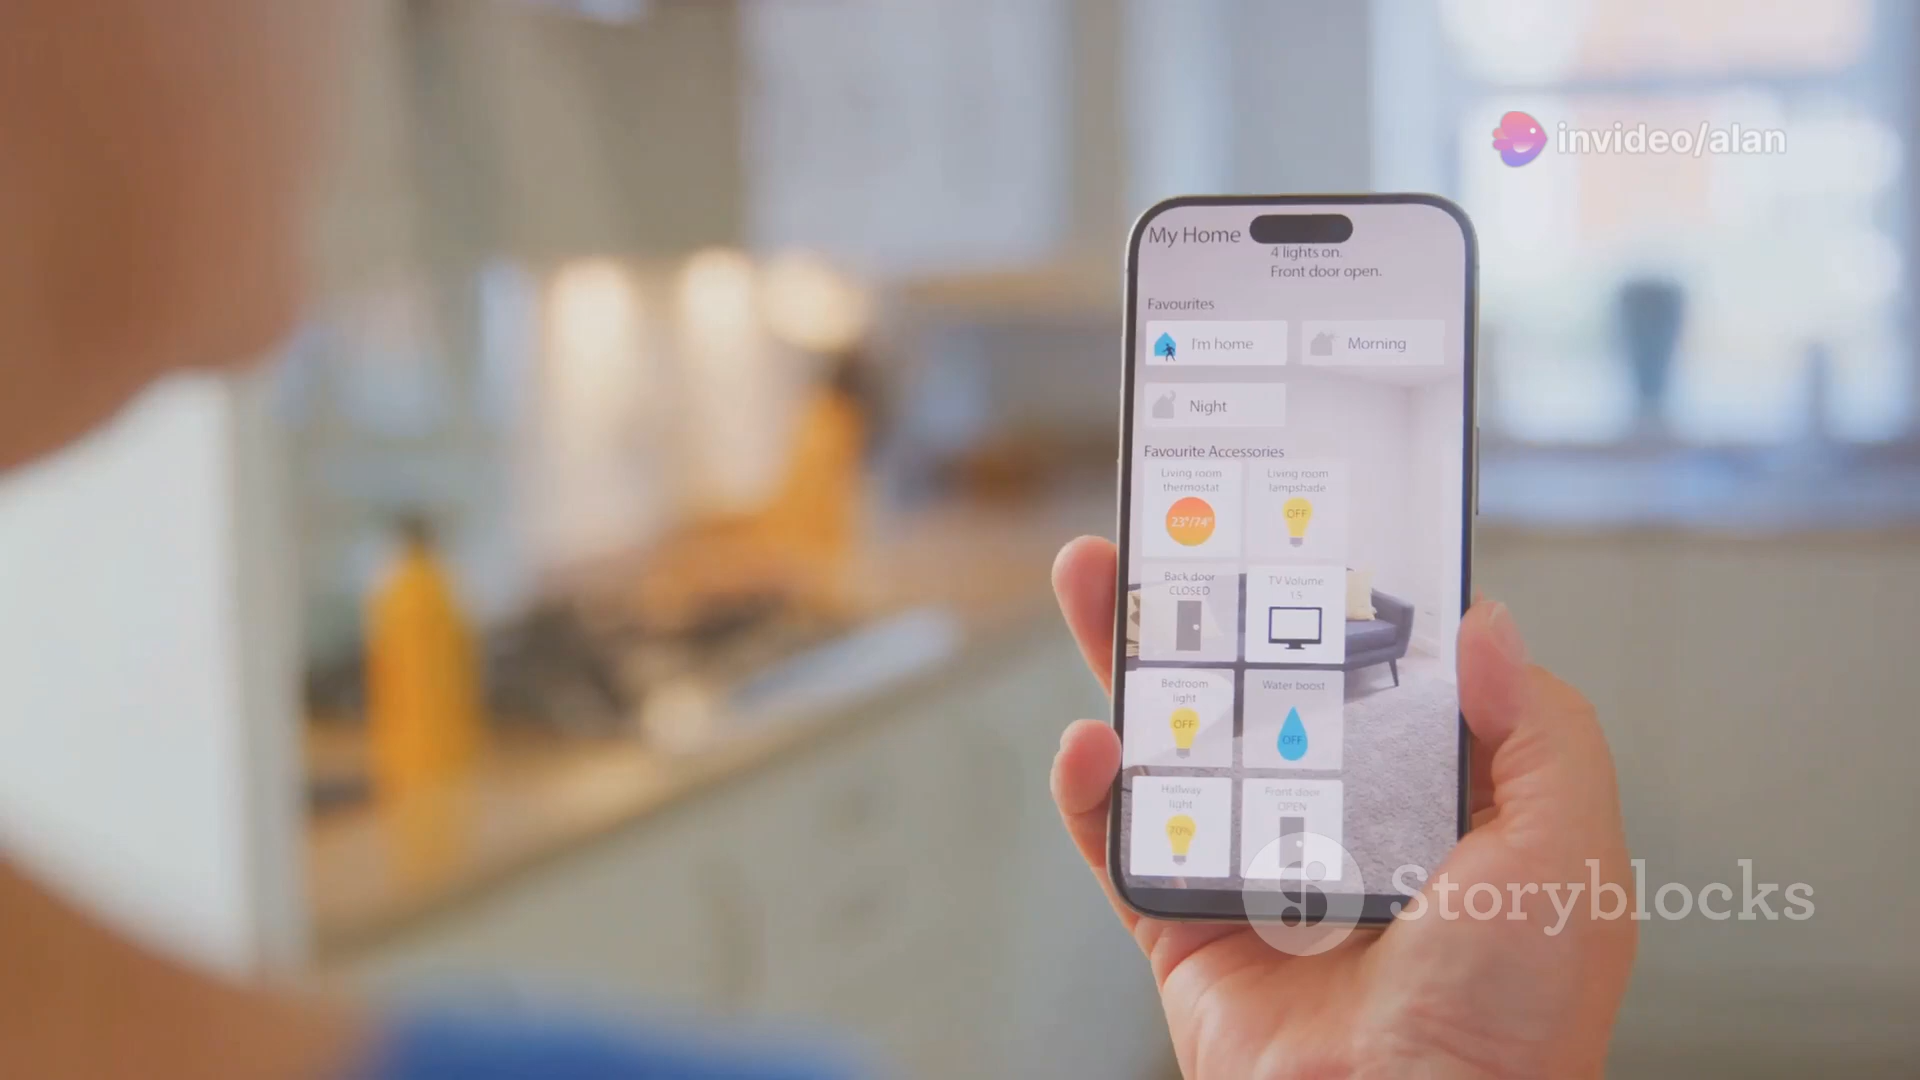 invideo/alan
My Home
4 lights on.
Front door open.
Favourites
I'm home
Morning
Night
Favourite Accessories
Living room
thermostat
23°/74°
Living room
lampshade
OFF
Back door
CLOSED
TV Volume
15
Bedroom
light
OFF
Water boost
OFF
Hallway
light
70%
Front door
OPEN
Storyblocks